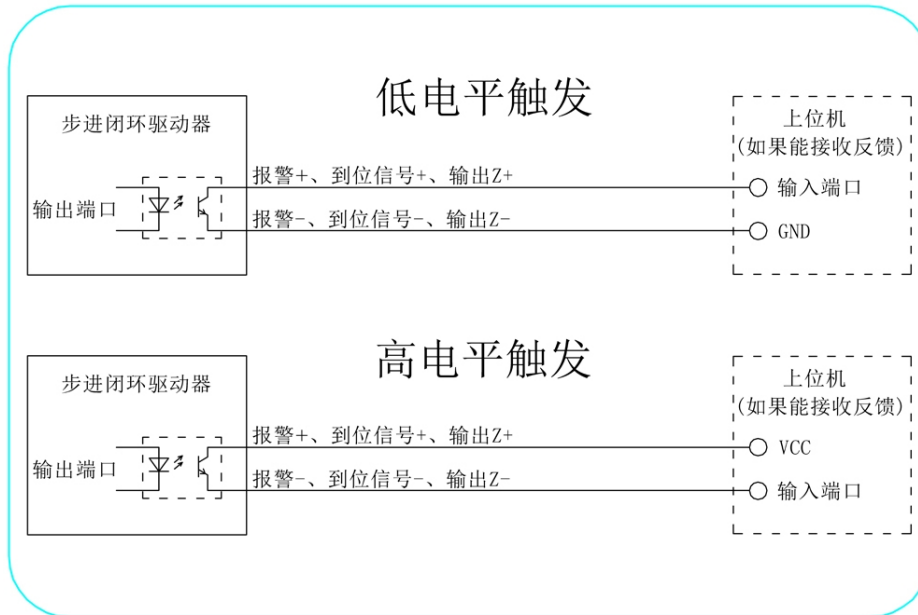 低电平触发
步进闭环驱动器
上位机
(如果能接收反馈)
报警+、到位信号+、输出Z+
输入端口
输出端口
报警-、到位信号-、输出Z-
GND
高电平触发
步进闭环驱动器
上位机
(如果能接收反馈)
报警+、到位信号+、输出Z+
VCC
输出端口
报警-、到位信号-、输出Z-
输入端口